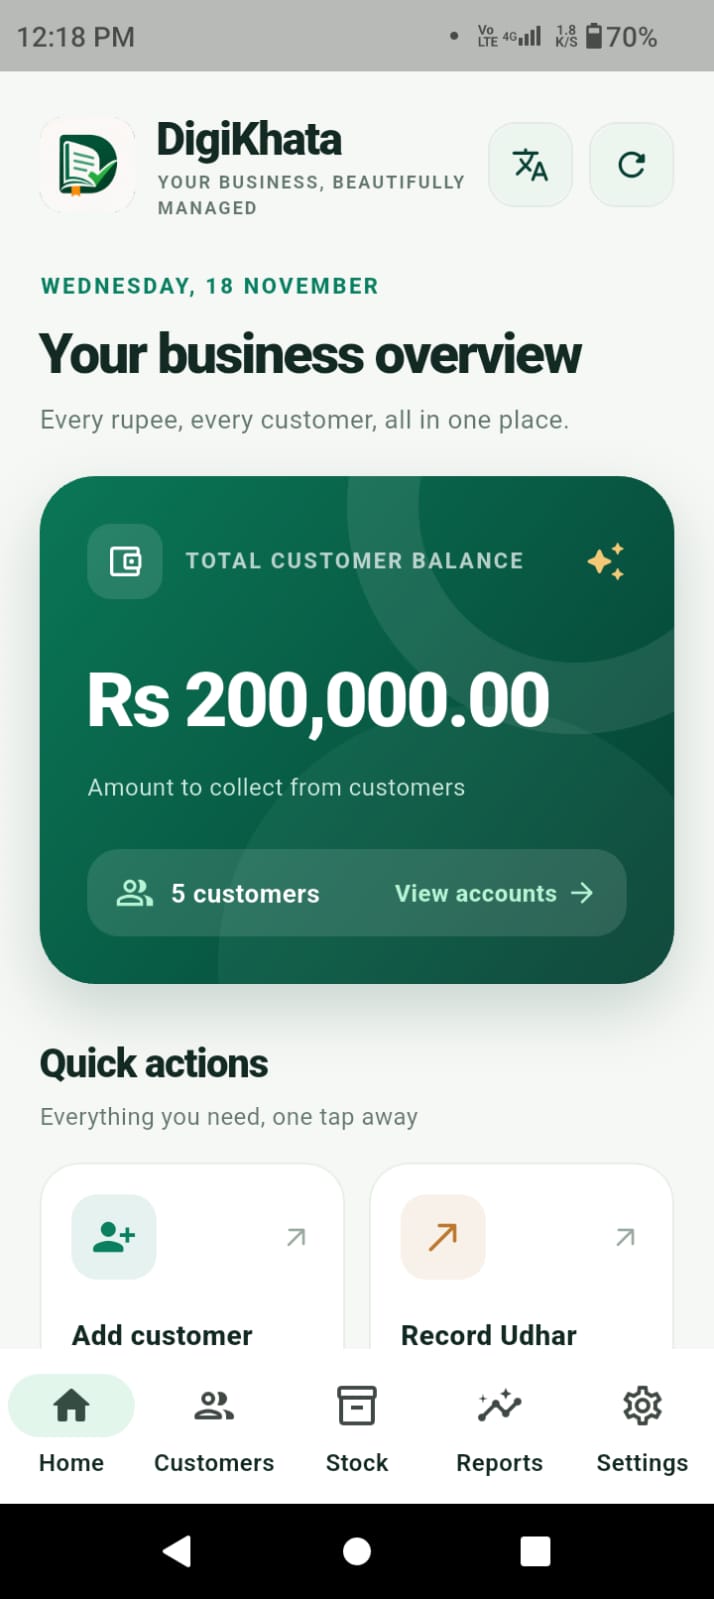 12:18 PM
Vo LTE 4G 1.8 K/S 70%
DigiKhata
YOUR BUSINESS, BEAUTIFULLY
MANAGED
WEDNESDAY, 18 NOVEMBER
Your business overview
Every rupee, every customer, all in one place.
TOTAL CUSTOMER BALANCE
Rs 200,000.00
Amount to collect from customers
5 customers View accounts →
Quick actions
Everything you need, one tap away
Add customer Record Udhar
Home Customers Stock Reports Settings